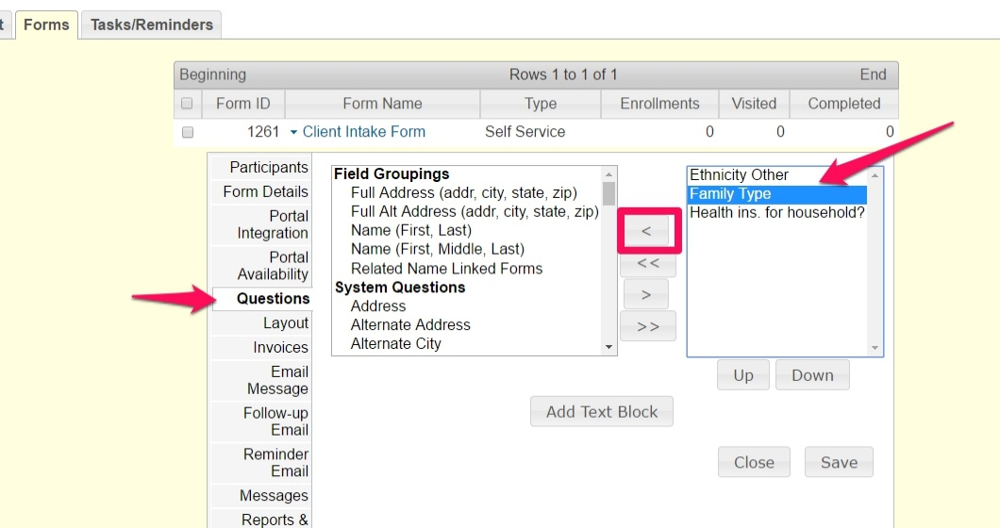 t Forms Tasks/Reminders
Beginning Rows 1 to 1 of 1 End
Form ID Form Name Type Enrollments Visited Completed
1261 Client Intake Form Self Service 0 0 0
Participants
Form Details
Portal
Integration
Portal
Availability
Questions
Layout
Invoices
Email
Message
Follow-up
Email
Reminder
Email
Messages
Reports &
Field Groupings
Full Address (addr, city, state, zip)
Full Alt Address (addr, city, state, zip)
Name (First, Last)
Name (First, Middle, Last)
Related Name Linked Forms
System Questions
Address
Alternate Address
Alternate City
<
<<
>
>>
Ethnicity Other
Family Type
Health ins. for household?
Up Down
Add Text Block
Close Save